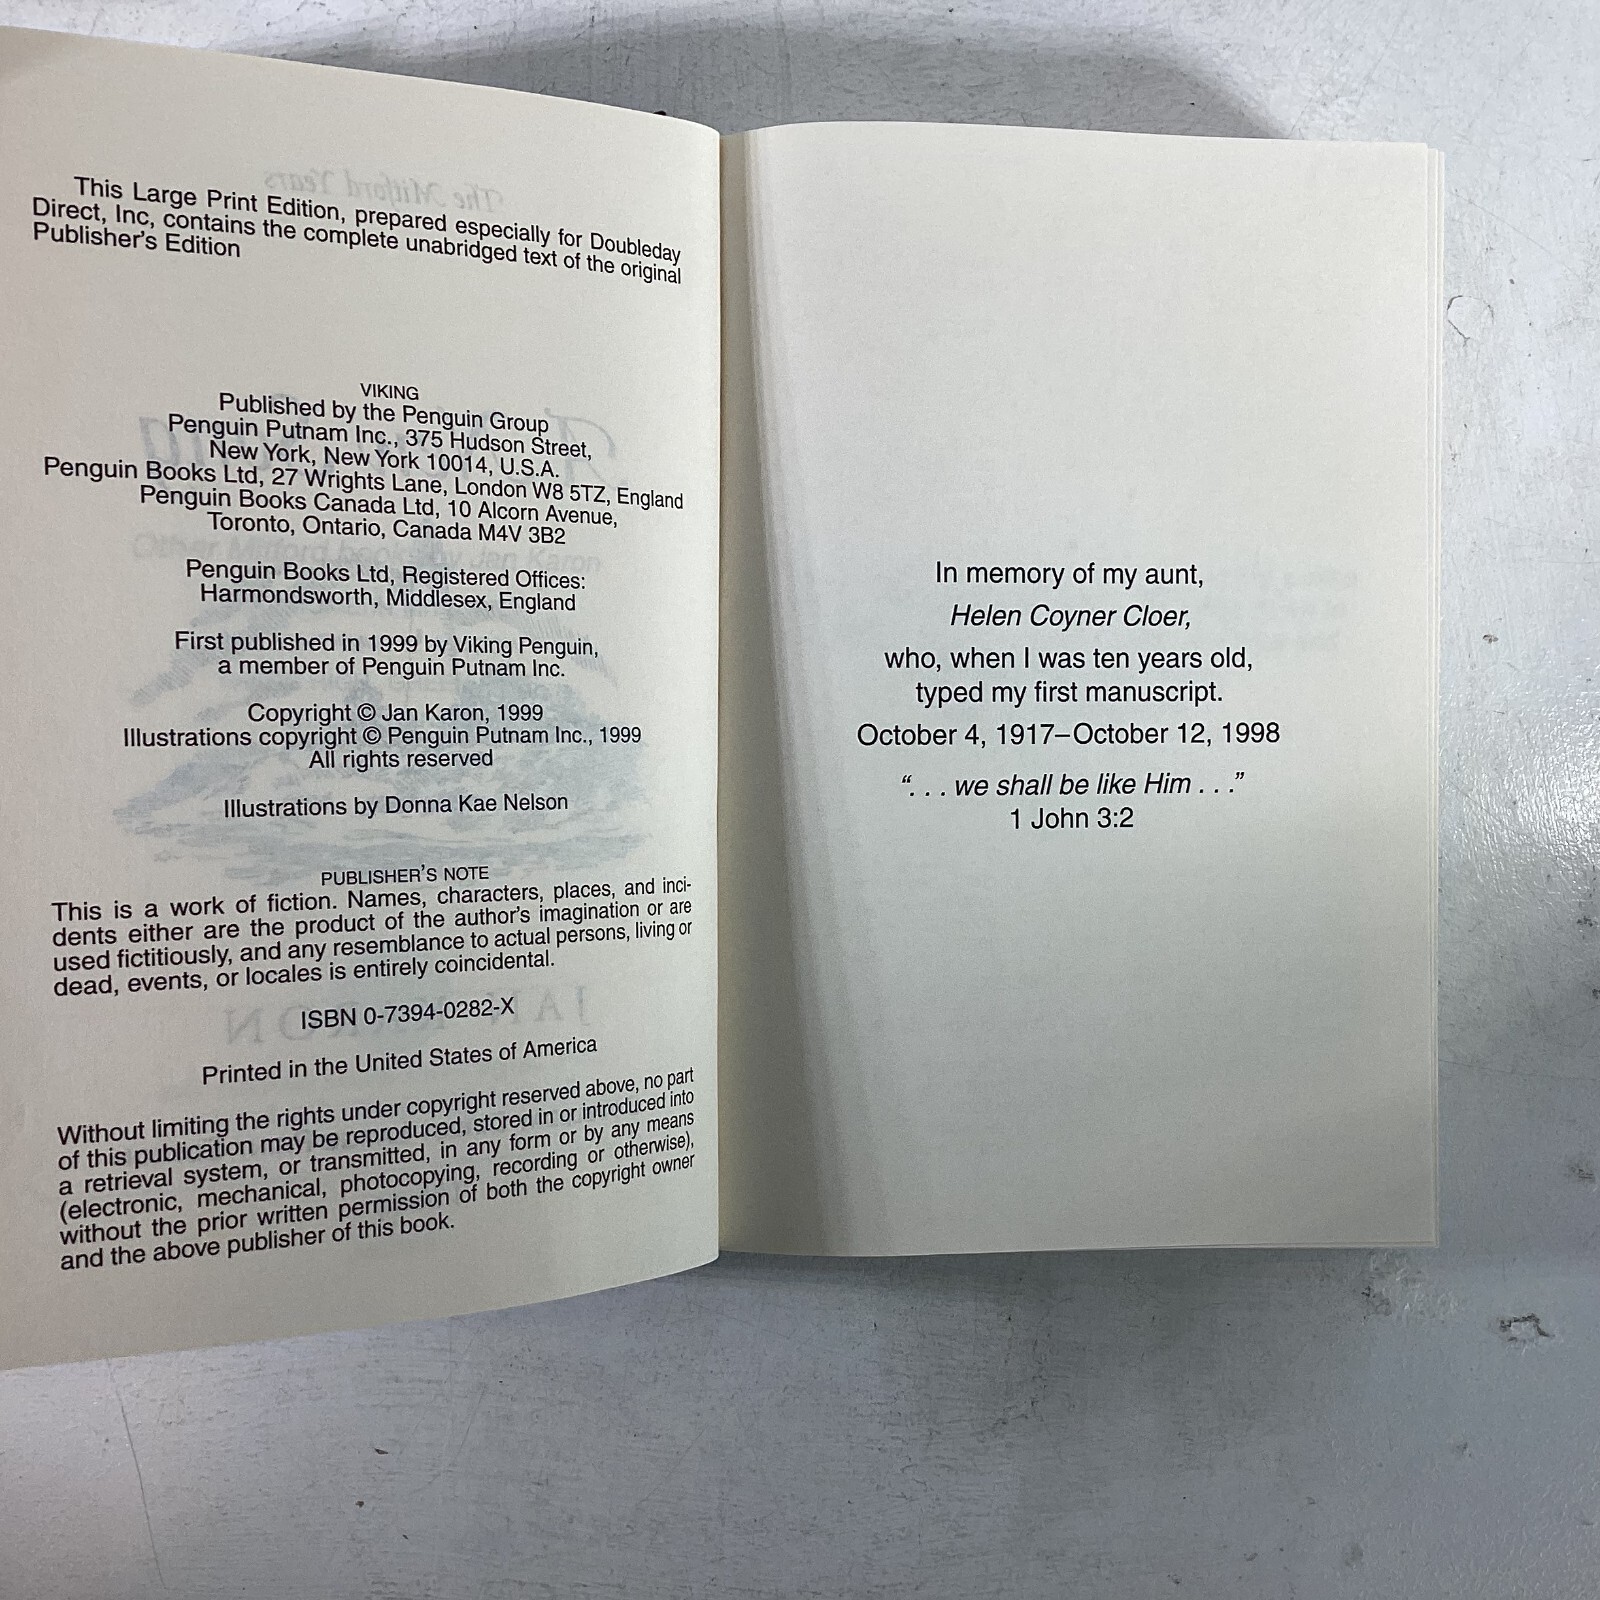 This Large Print Edition, prepared especially for Doubleday
Direct, Inc, contains the complete unabridged text of the original
Publisher's Edition
VIKING
Published by the Penguin Group
Penguin Putnam Inc., 375 Hudson Street,
New York, New York 10014, U.S.A.
Penguin Books Ltd, 27 Wrights Lane, London W8 5TZ, England
Penguin Books Canada Ltd, 10 Alcorn Avenue,
Toronto, Ontario, Canada M4V 3B2
Penguin Books Ltd, Registered Offices:
Harmondsworth, Middlesex, England
First published in 1999 by Viking Penguin,
a member of Penguin Putnam Inc.
Copyright © Jan Karon, 1999
Illustrations copyright © Penguin Putnam Inc., 1999
All rights reserved
Illustrations by Donna Kae Nelson
PUBLISHER'S NOTE
This is a work of fiction. Names, characters, places, and inci-
dents either are the product of the author's imagination or are
used fictitiously, and any resemblance to actual persons, living or
dead, events, or locales is entirely coincidental.
ISBN 0-7394-0282-X
Printed in the United States of America
Without limiting the rights under copyright reserved above, no part
of this publication may be reproduced, stored in or introduced into
a retrieval system, or transmitted, in any form or by any means
(electronic, mechanical, photocopying, recording or otherwise),
without the prior written permission of both the copyright owner
and the above publisher of this book.
In memory of my aunt,
Helen Coyner Cloer,
who, when I was ten years old,
typed my first manuscript.
October 4, 1917–October 12, 1998
“. . . we shall be like Him . . .”
1 John 3:2